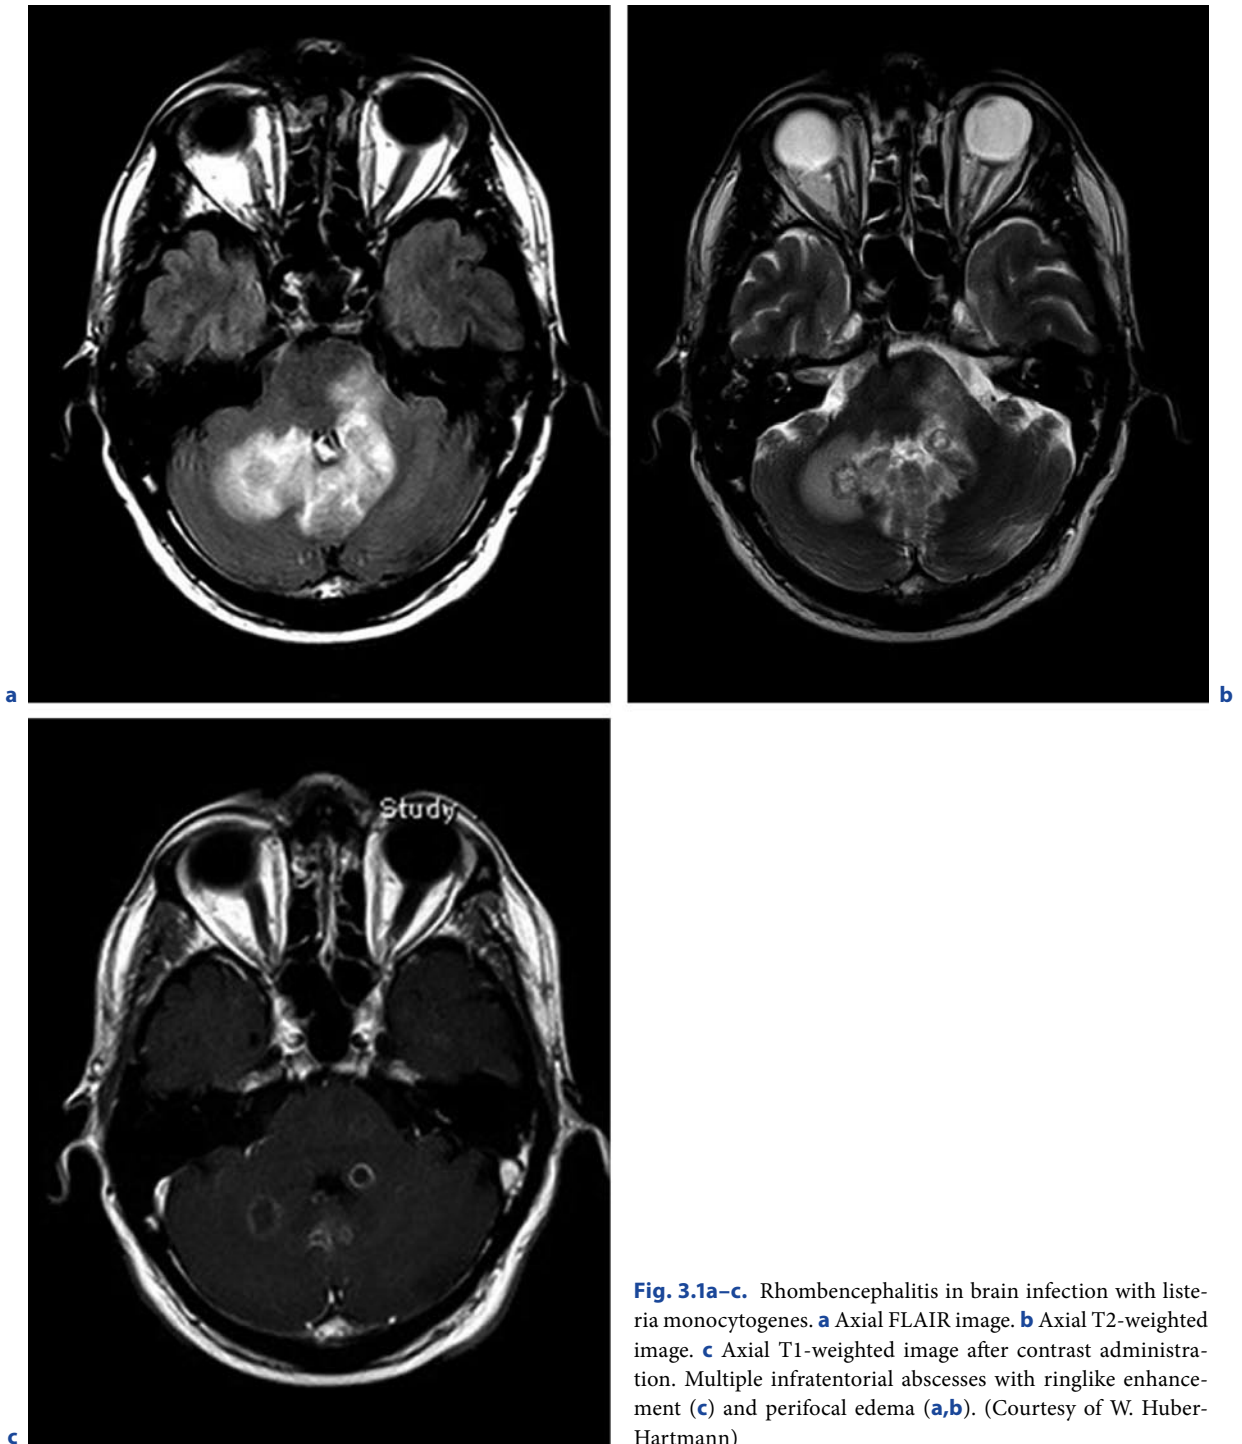 a
b
Study
c
Fig. 3.1a–c. Rhombencephalitis in brain infection with liste-
ria monocytogenes. a Axial FLAIR image. b Axial T2-weighted
image. c Axial T1-weighted image after contrast administra-
tion. Multiple infratentorial abscesses with ringlike enhance-
ment (c) and perifocal edema (a,b). (Courtesy of W. Huber-
Hartmann)